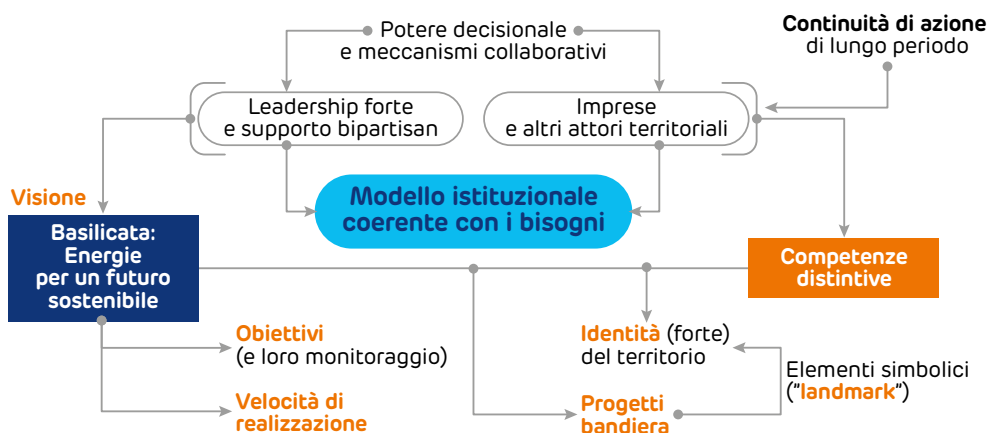 Potere decisionale
e meccanismi collaborativi
Continuità di azione
di lungo periodo
Leadership forte
e supporto bipartisan
Imprese
e altri attori territoriali
Modello istituzionale
coerente con i bisogni
Visione
Basilicata:
Energie
per un futuro
sostenibile
Competenze
distintive
Obiettivi
(e loro monitoraggio)
Identità (forte)
del territorio
Elementi simbolici
("landmark")
Velocità di
realizzazione
Progetti
bandiera